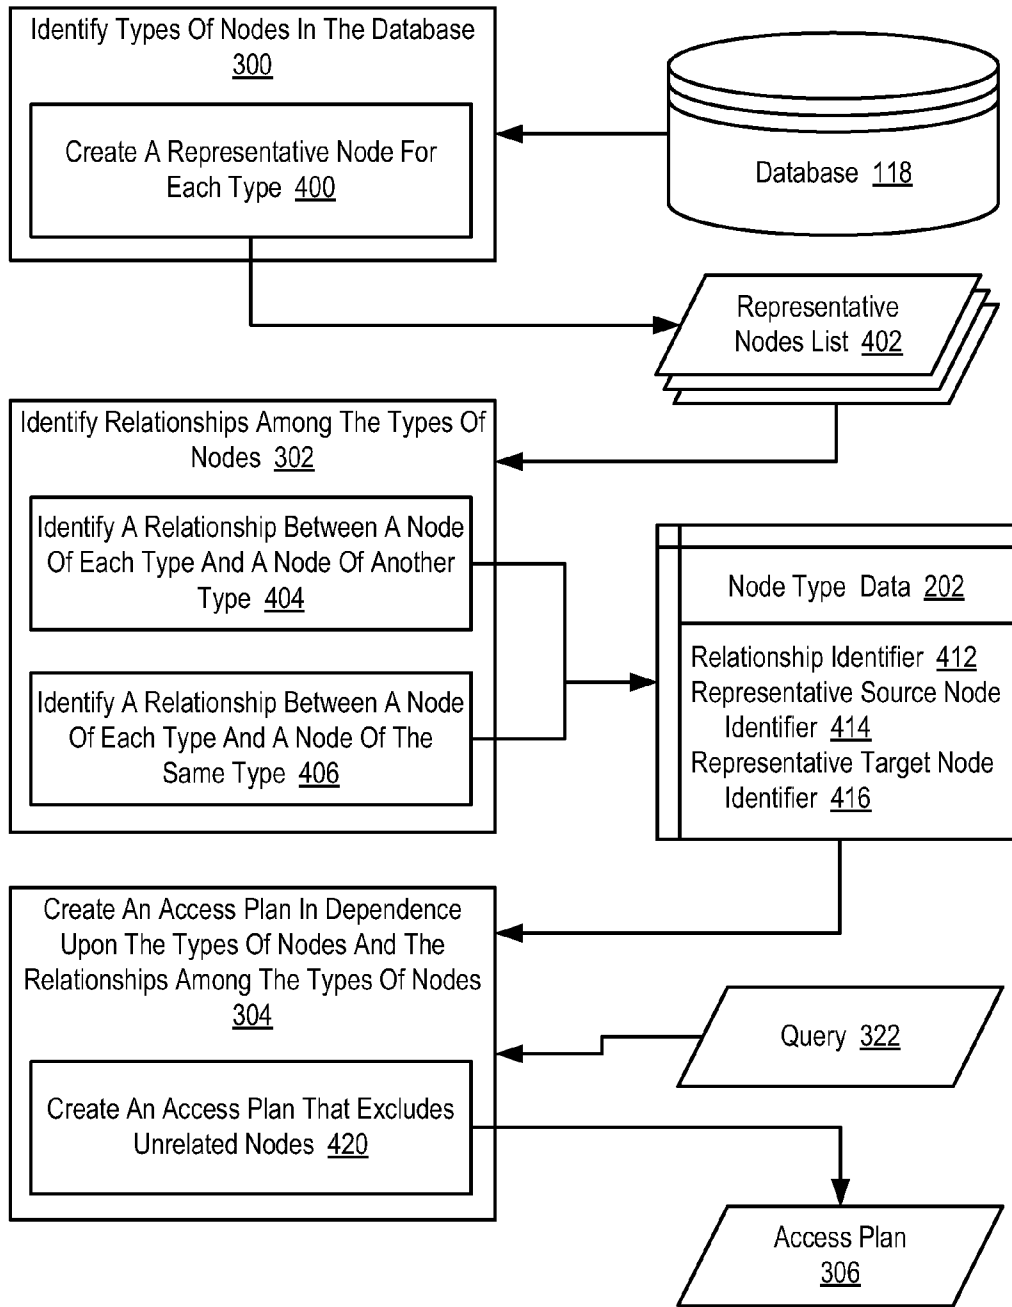 Identify Types Of Nodes In The Database
300
Create A Representative Node For
Each Type 400
Database 118
Representative
Nodes List 402
Identify Relationships Among The Types Of
Nodes 302
Identify A Relationship Between A Node
Of Each Type And A Node Of Another
Type 404
Identify A Relationship Between A Node
Of Each Type And A Node Of The
Same Type 406
Node Type Data 202
Relationship Identifier 412
Representative Source Node
Identifier 414
Representative Target Node
Identifier 416
Create An Access Plan In Dependence
Upon The Types Of Nodes And The
Relationships Among The Types Of Nodes
304
Query 322
Create An Access Plan That Excludes
Unrelated Nodes 420
Access Plan
306